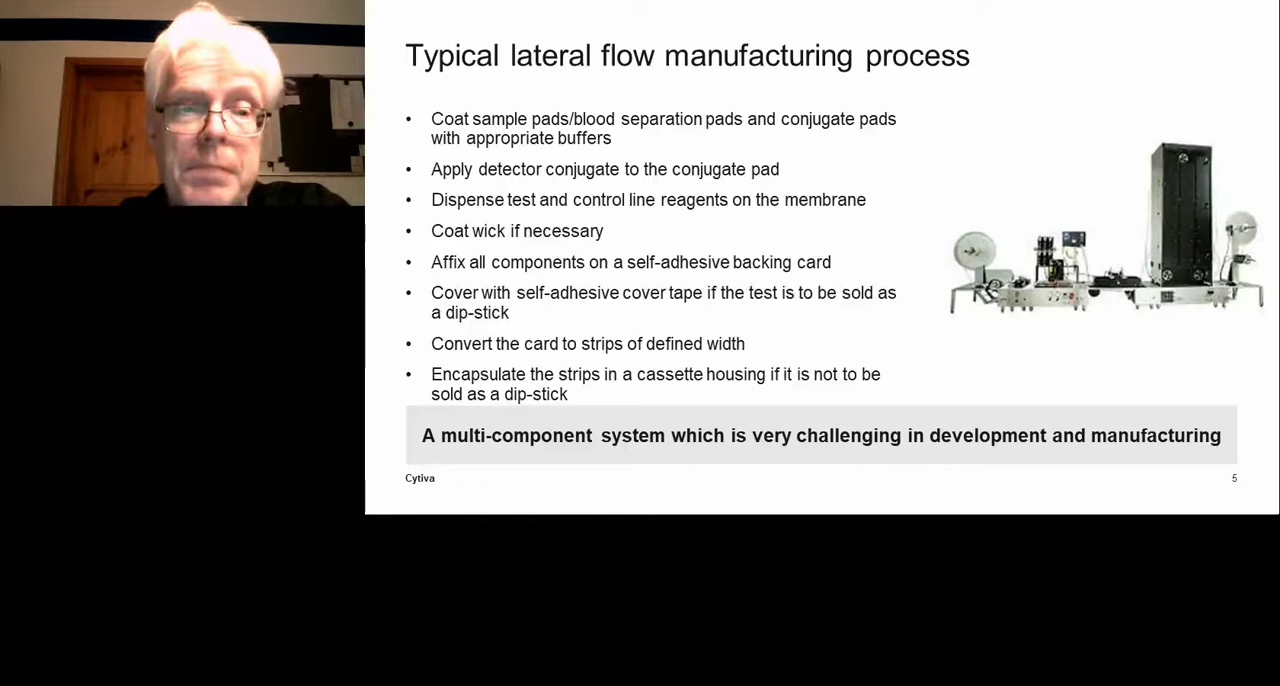 Typical lateral flow manufacturing process
• Coat sample pads/blood separation pads and conjugate pads
with appropriate buffers
• Apply detector conjugate to the conjugate pad
• Dispense test and control line reagents on the membrane
• Coat wick if necessary
• Affix all components on a self-adhesive backing card
• Cover with self-adhesive cover tape if the test is to be sold as
a dip-stick
• Convert the card to strips of defined width
• Encapsulate the strips in a cassette housing if it is not to be
sold as a dip-stick
A multi-component system which is very challenging in development and manufacturing
Cytiva
5